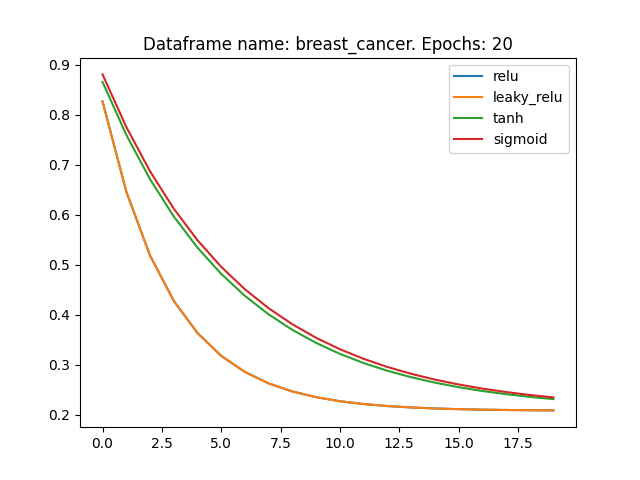 Dataframe name: breast_cancer. Epochs: 20
relu
leaky_relu
tanh
sigmoid
0.9
0.8
0.7
0.6
0.5
0.4
0.3
0.2
0.0 2.5 5.0 7.5 10.0 12.5 15.0 17.5